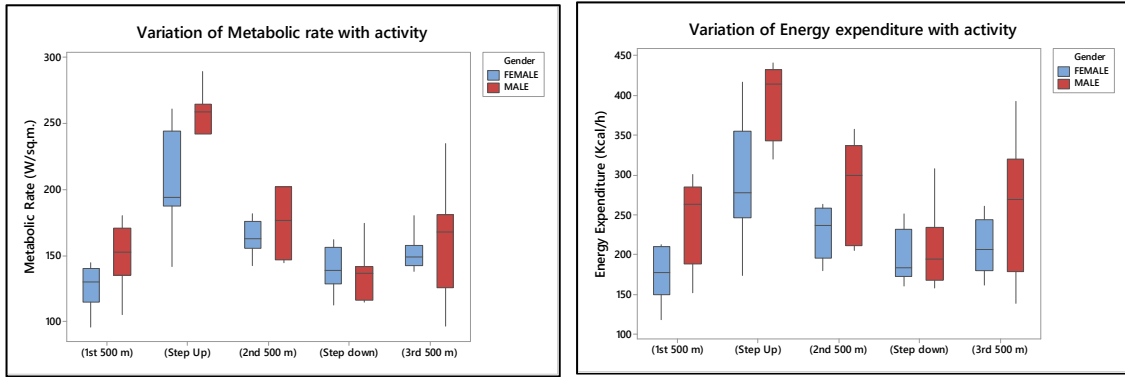 Variation of Metabolic rate with activity
Gender
FEMALE
MALE
Metabolic Rate (W/sq.m.)
300
250
200
150
100
(1st 500 m) (Step Up) (2nd 500 m) (Step down) (3rd 500 m)
Variation of Energy expenditure with activity
Gender
FEMALE
MALE
Energy Expenditure (Kcal/h)
450
400
350
300
250
200
150
100
(1st 500 m) (Step Up) (2nd 500 m) (Step down) (3rd 500 m)